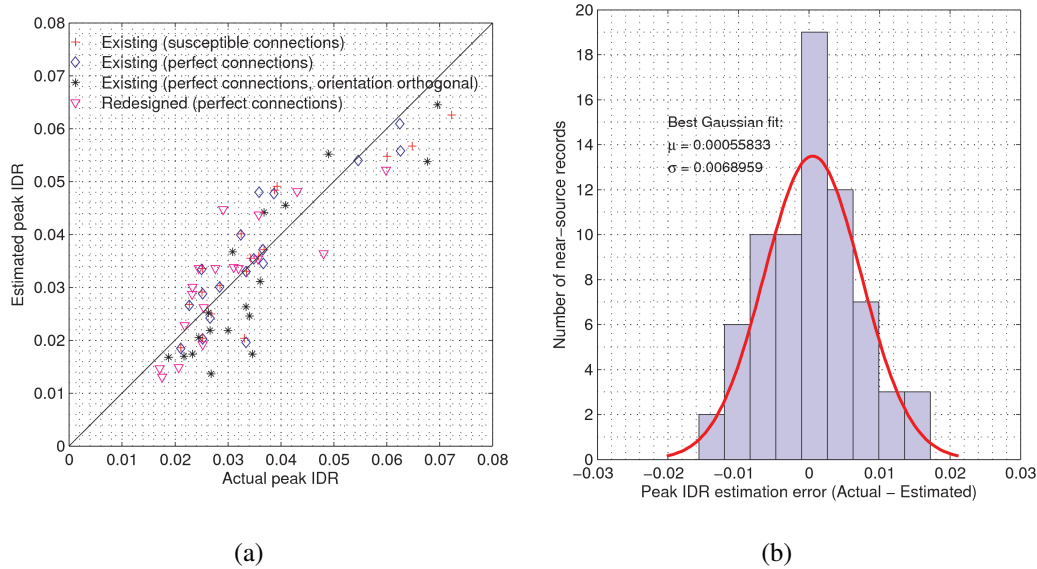 0.08
0.07
0.06
0.05
0.04
0.03
0.02
0.01
0
Estimated peak IDR
Existing (susceptible connections)
Existing (perfect connections)
Existing (perfect connections, orientation orthogonal)
Redesigned (perfect connections)
0 0.01 0.02 0.03 0.04 0.05 0.06 0.07 0.08
Actual peak IDR
(a)
20
18
16
14
12
10
8
6
4
2
0
Number of near−source records
Best Gaussian fit:
μ = 0.00055833
σ = 0.0068959
−0.03 −0.02 −0.01 0 0.01 0.02 0.03
Peak IDR estimation error (Actual − Estimated)
(b)